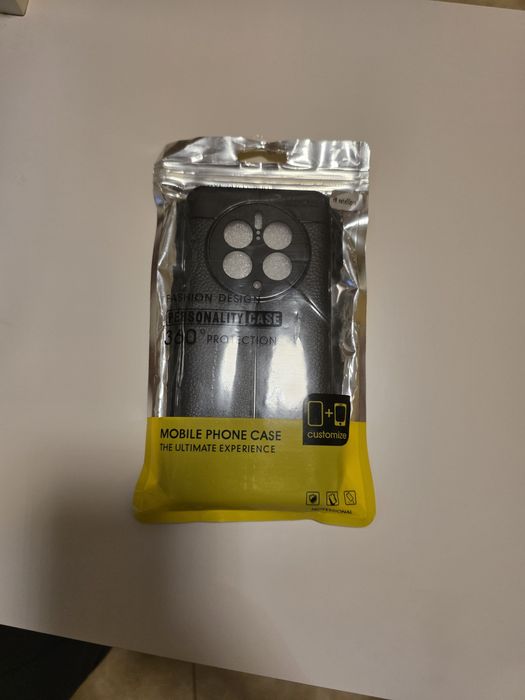 FASHION DESIGN
PERSONALITY CASE
360° PROTECTION
+
customize
MOBILE PHONE CASE
THE ULTIMATE EXPERIENCE
PROFESSIONAL